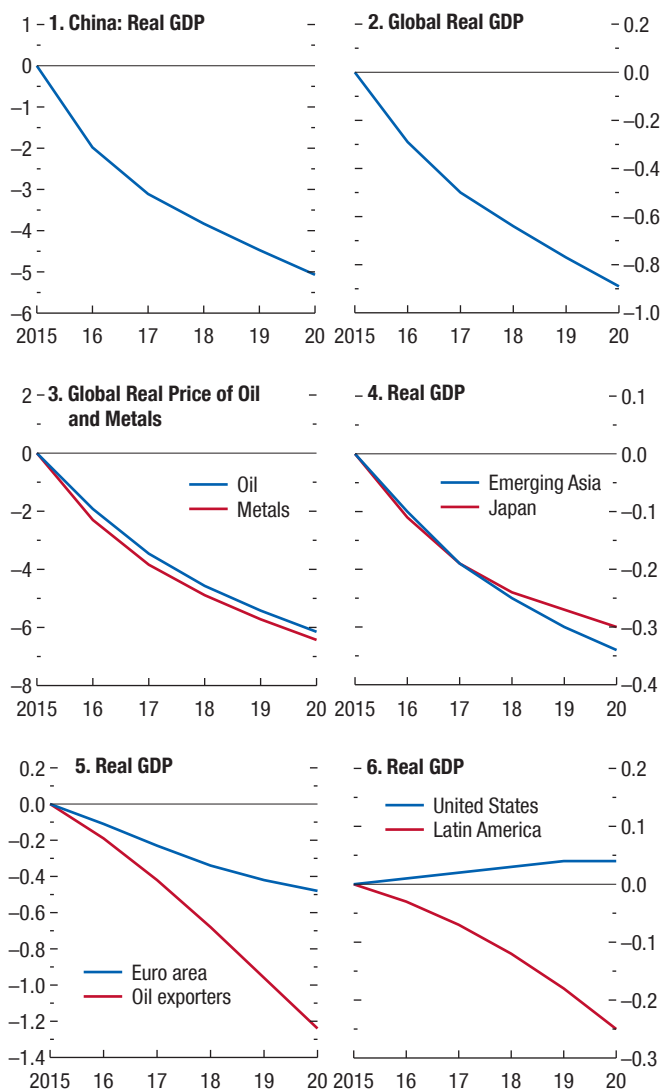 1. China: Real GDP
1
0
–1
–2
–3
–4
–5
–6
2015 16 17 18 19 20
2. Global Real GDP
0.2
0.0
–0.2
–0.4
–0.6
–0.8
–1.0
2015 16 17 18 19 20
3. Global Real Price of Oil
and Metals
2
0
–2
–4
–6
–8
Oil
Metals
2015 16 17 18 19 20
4. Real GDP
0.1
0.0
–0.1
–0.2
–0.3
–0.4
Emerging Asia
Japan
2015 16 17 18 19 20
5. Real GDP
0.2
0.0
–0.2
–0.4
–0.6
–0.8
–1.0
–1.2
–1.4
Euro area
Oil exporters
2015 16 17 18 19 20
6. Real GDP
0.2
0.1
0.0
–0.1
–0.2
–0.3
United States
Latin America
2015 16 17 18 19 20